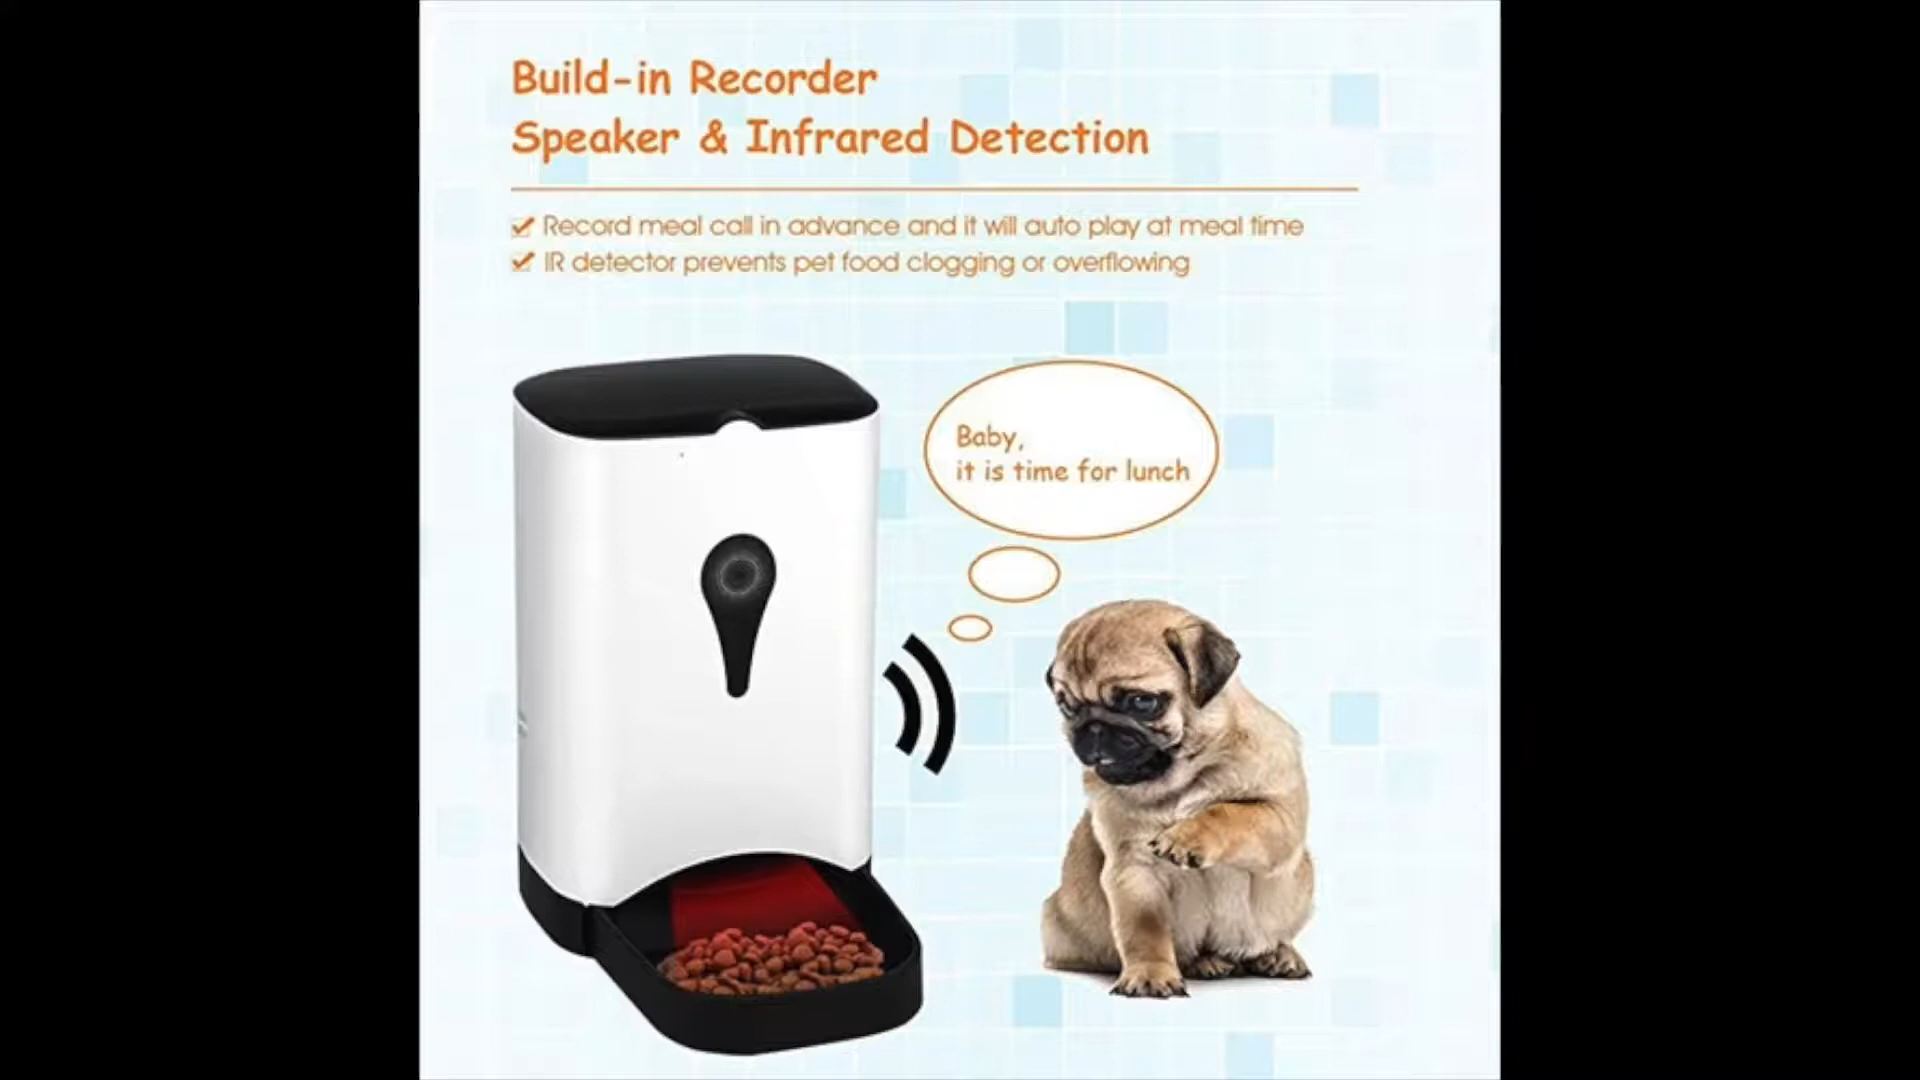 Build-in Recorder
Speaker & Infrared Detection
Record meal call in advance and it will auto play at meal time
IR detector prevents pet food clogging or overflowing
Baby,
it is time for lunch